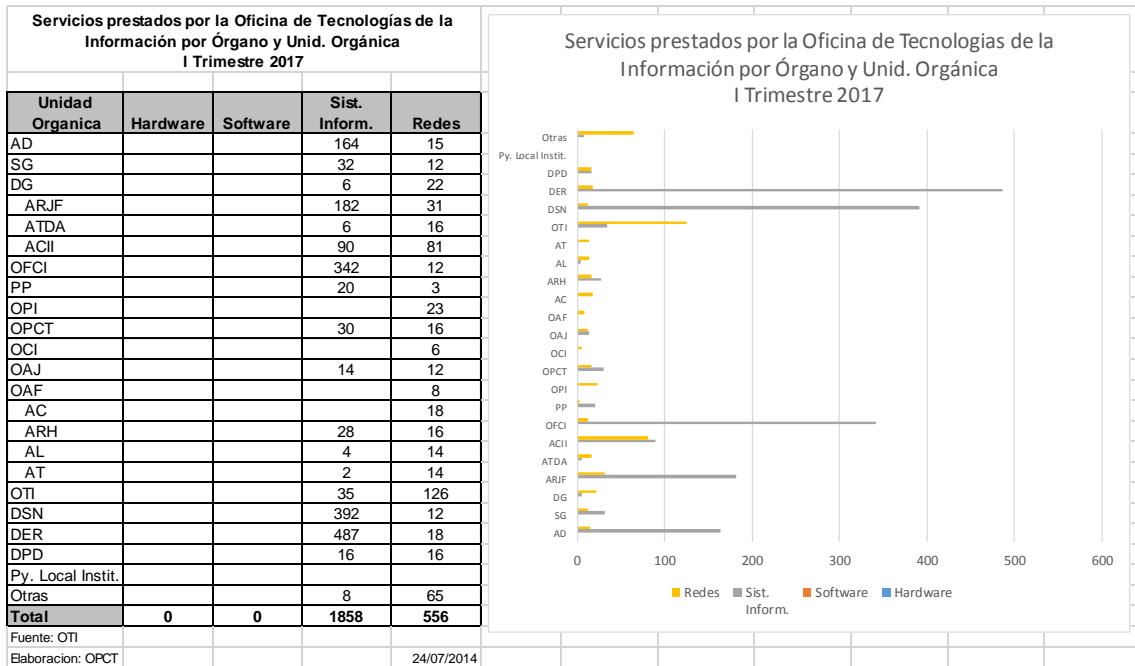 Servicios prestados por la Oficina de Tecnologías de la
Información por Órgano y Unid. Orgánica
I Trimestre 2017
Unidad Organica Hardware Software Sist. Inform. Redes
AD 164 15
SG 32 12
DG 6 22
ARJF 182 31
ATDA 6 16
ACII 90 81
OFCI 342 12
PP 20 3
OPI 23
OPCT 30 16
OCI 6
OAJ 14 12
OAF 8
AC 18
ARH 28 16
AL 4 14
AT 2 14
OTI 35 126
DSN 392 12
DER 487 18
DPD 16 16
Py. Local Instit.
Otras 8 65
Total 0 0 1858 556
Fuente: OTI
Elaboracion: OPCT 24/07/2014
Servicios prestados por la Oficina de Tecnologias de la
Información por Órgano y Unid. Orgánica
I Trimestre 2017
Otras
Py. Local Instit.
DPD
DER
DSN
OTI
AT
AL
ARH
AC
OAF
OAJ
OCI
OPCT
OPI
PP
OFCI
ACII
ATDA
ARJF
DG
SG
AD
0 100 200 300 400 500 600
Redes Sist. Inform. Software Hardware